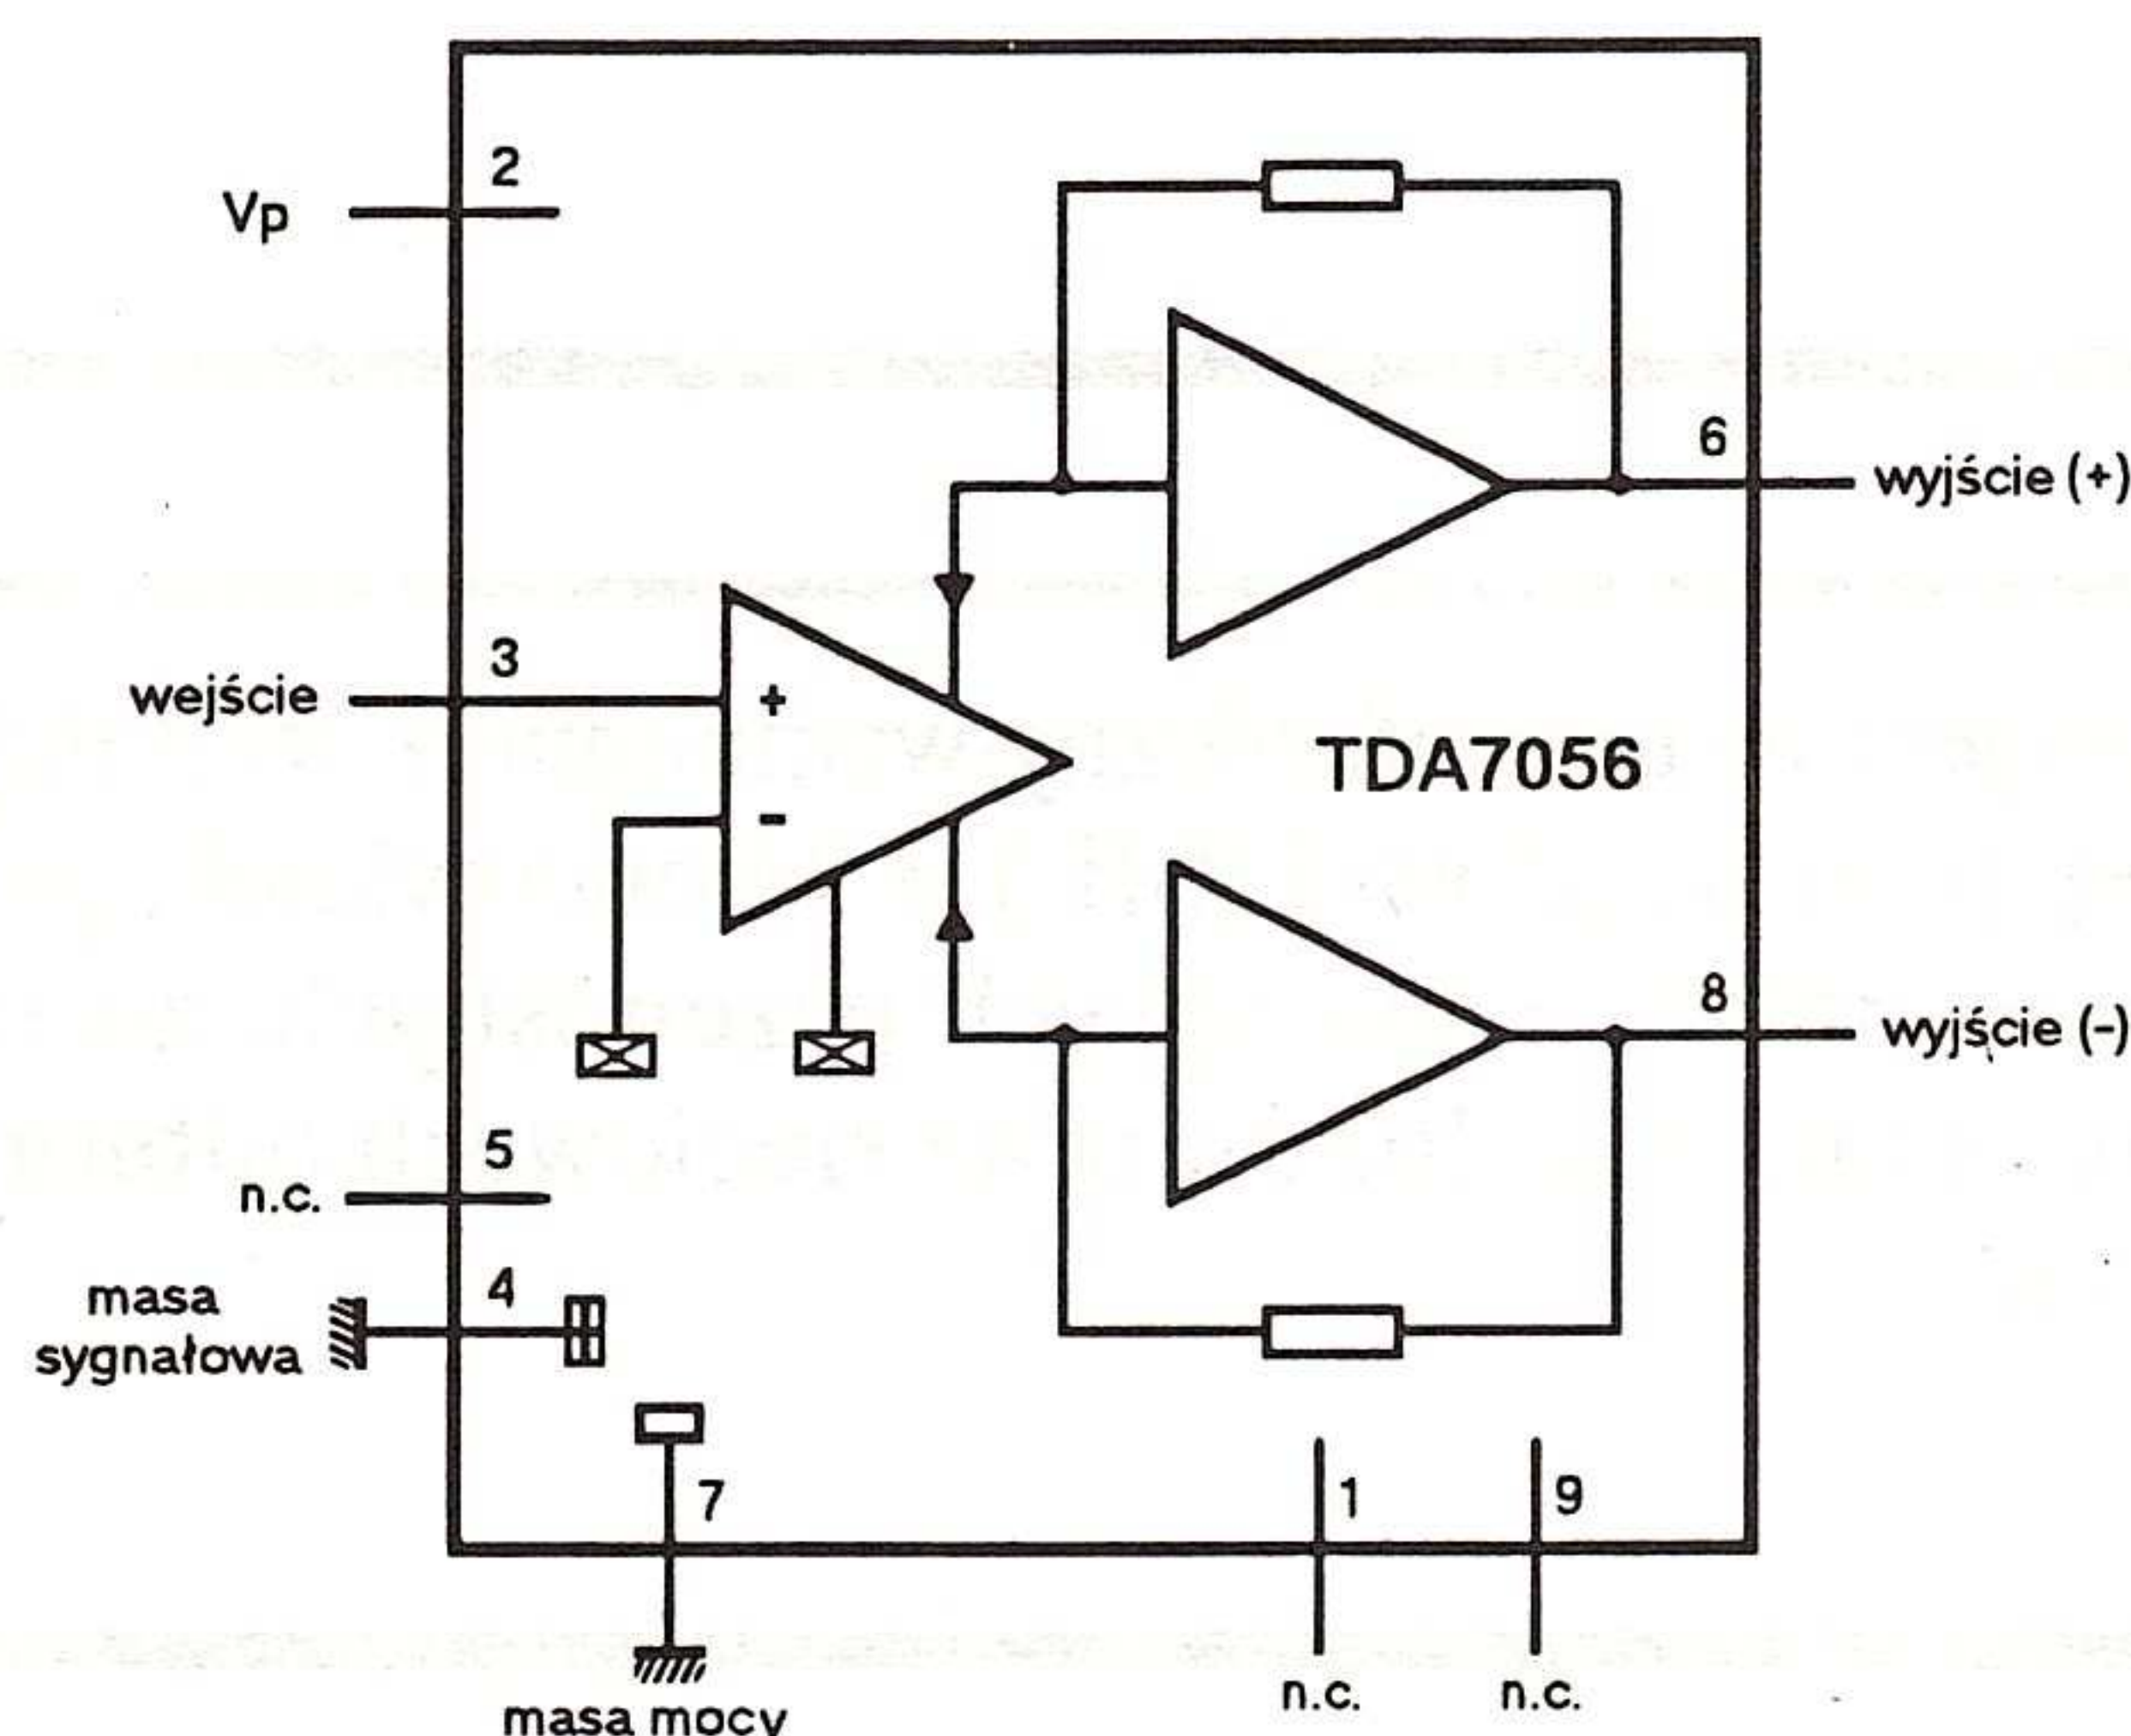 2
Vp
6
wyjście (+)
3
wejście
+
TDA7056
-
8
wyjście (-)
5
n.c.
4
masa
sygnałowa
7
1
9
n.c.
n.c.
masa mocy